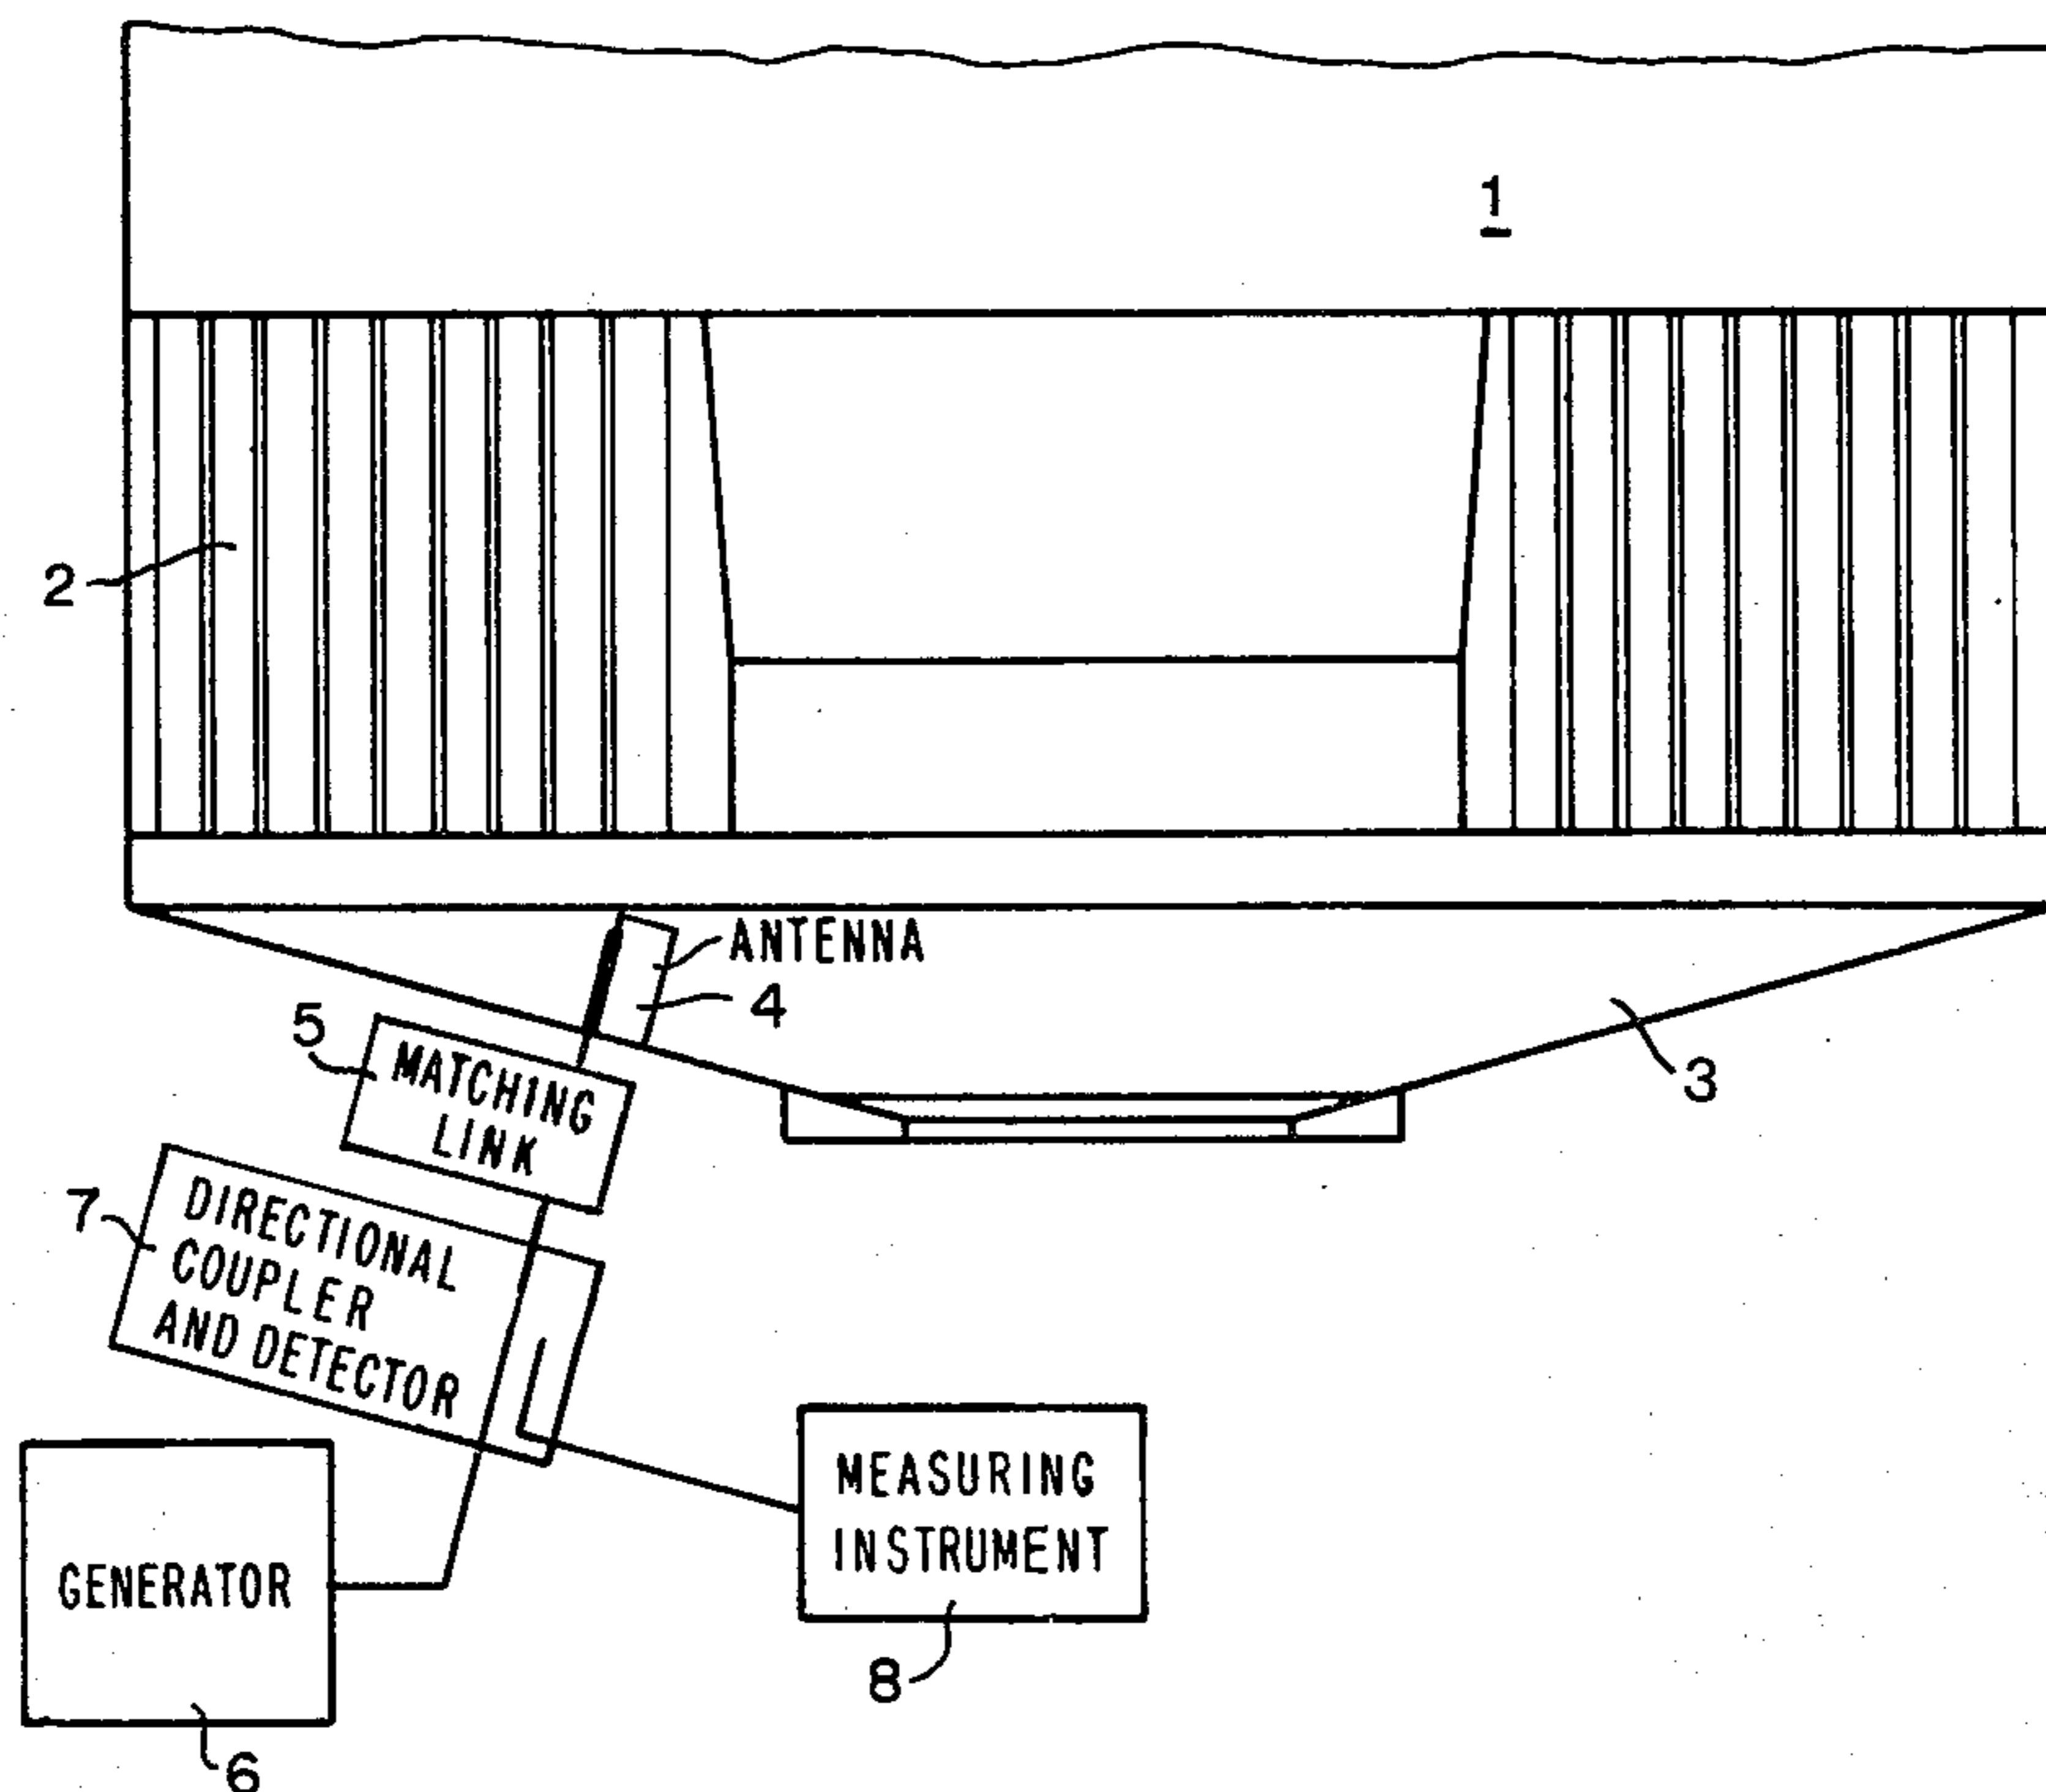 1
2
ANTENNA
4
5
MATCHING
LINK
3
7
DIRECTIONAL
COUPLER
AND DETECTOR
MEASURING
INSTRUMENT
GENERATOR
8
6